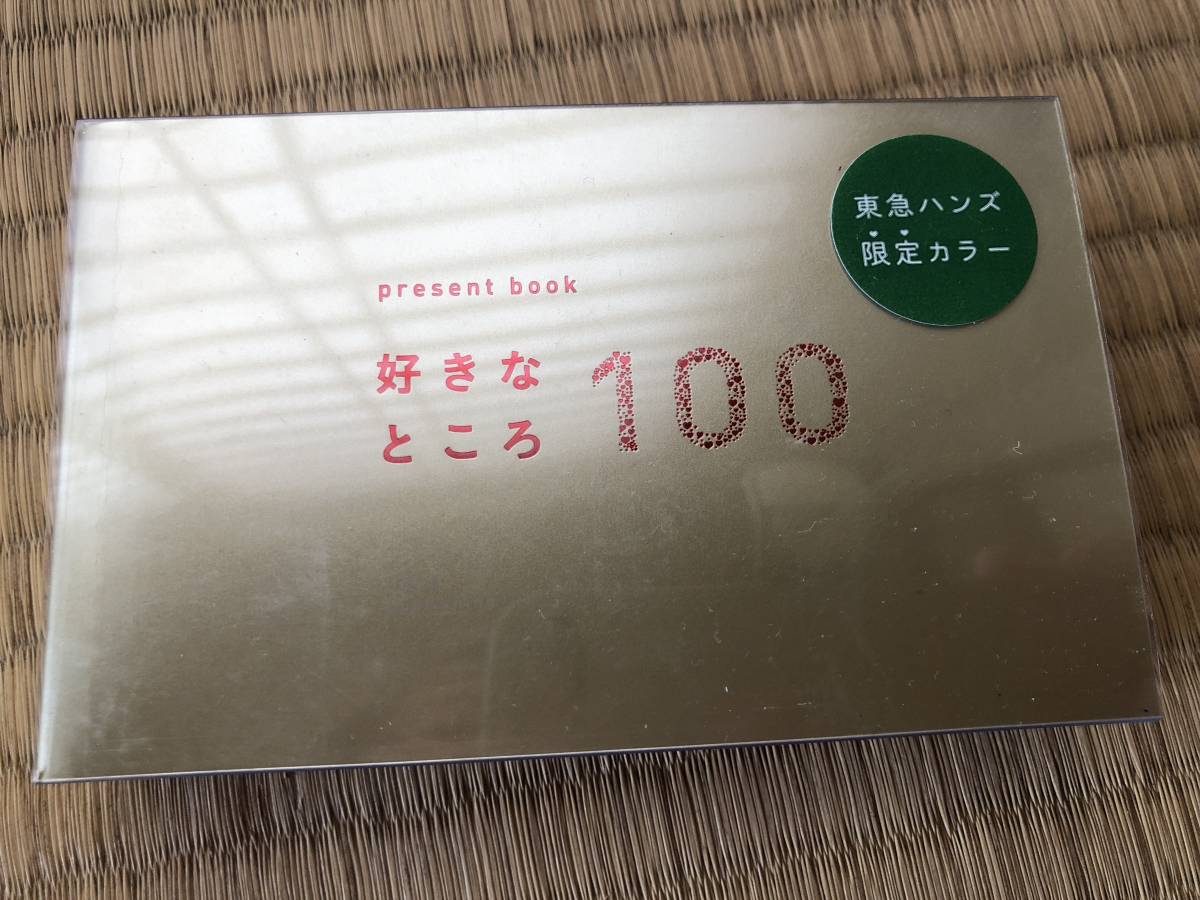 東急ハンズ
限定カラー
present book
好きな
ところ
100